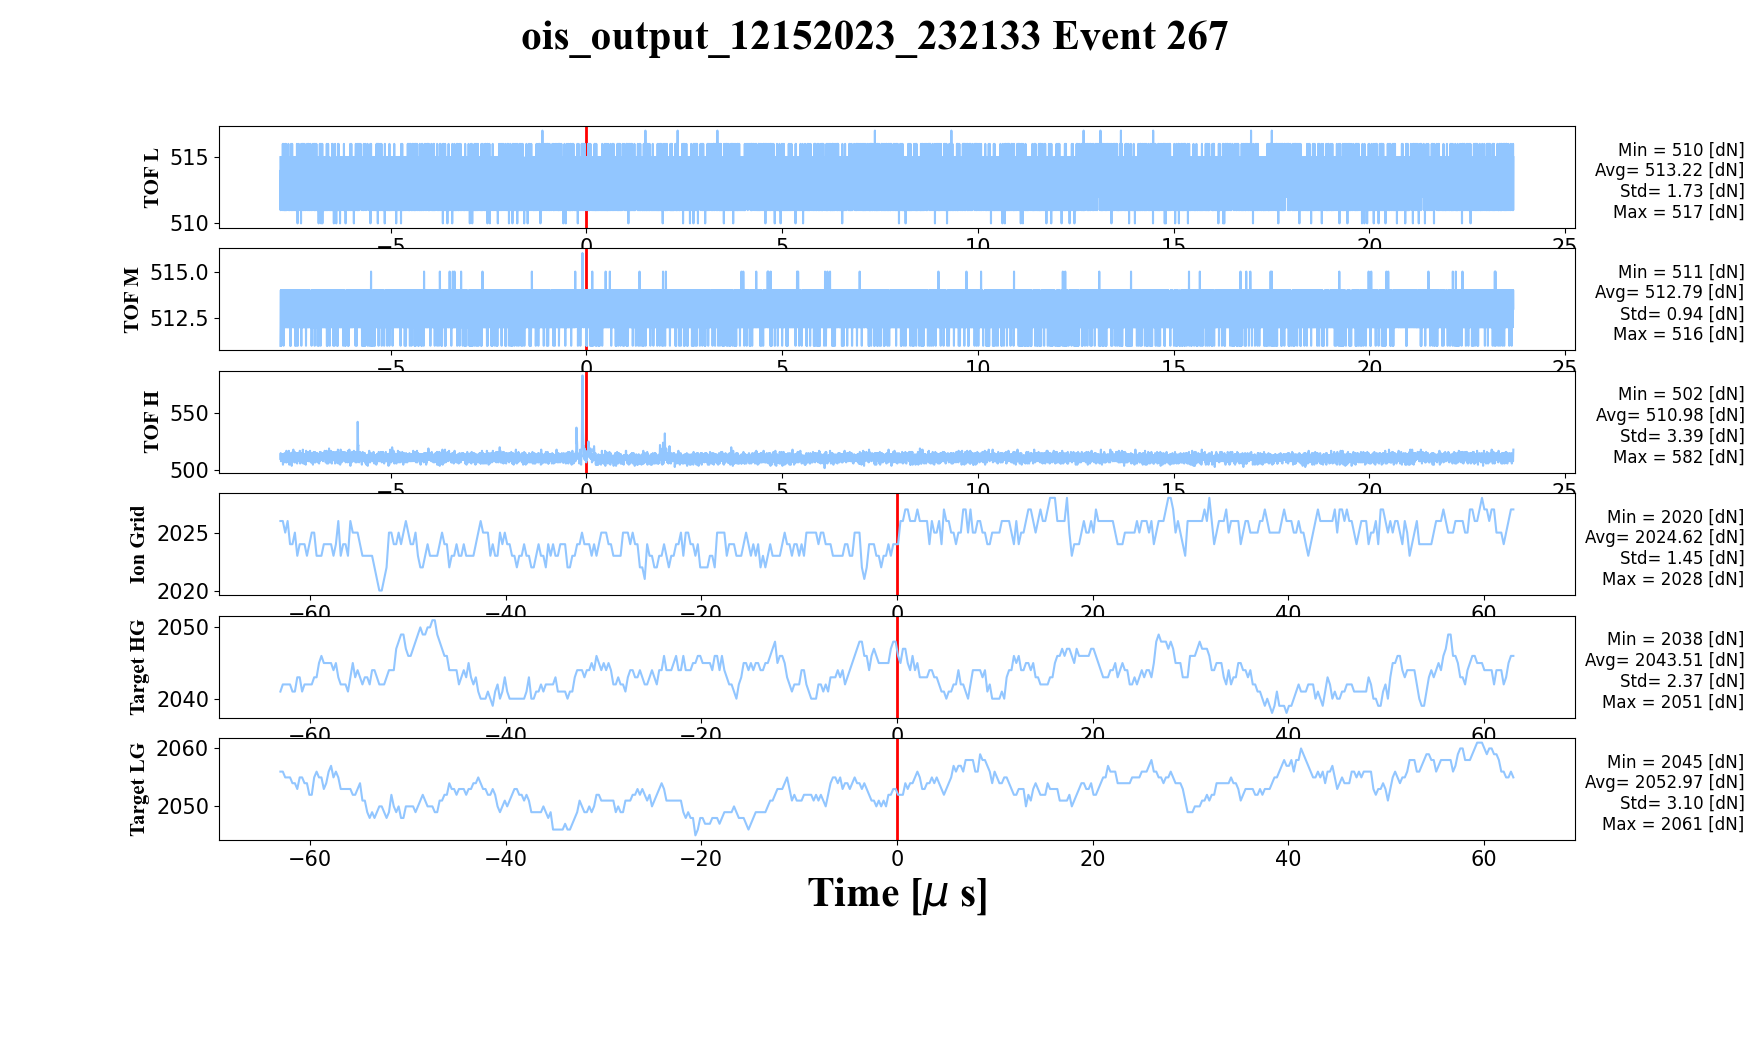 ois_output_12152023_232133 Event 267
TOF L
515
510
−5
0
5
10
15
20
25
Min = 510 [dN]
Avg= 513.22 [dN]
Std= 1.73 [dN]
Max = 517 [dN]
TOF M
515.0
512.5
−5
0
5
10
15
20
25
Min = 511 [dN]
Avg= 512.79 [dN]
Std= 0.94 [dN]
Max = 516 [dN]
TOF H
550
500
−5
0
5
10
15
20
25
Min = 502 [dN]
Avg= 510.98 [dN]
Std= 3.39 [dN]
Max = 582 [dN]
Ion Grid
2025
2020
−60
−40
−20
0
20
40
60
Min = 2020 [dN]
Avg= 2024.62 [dN]
Std= 1.45 [dN]
Max = 2028 [dN]
Target HG
2050
2040
−60
−40
−20
0
20
40
60
Min = 2038 [dN]
Avg= 2043.51 [dN]
Std= 2.37 [dN]
Max = 2051 [dN]
Target LG
2060
2050
−60
−40
−20
0
20
40
60
Min = 2045 [dN]
Avg= 2052.97 [dN]
Std= 3.10 [dN]
Max = 2061 [dN]
Time [μ s]